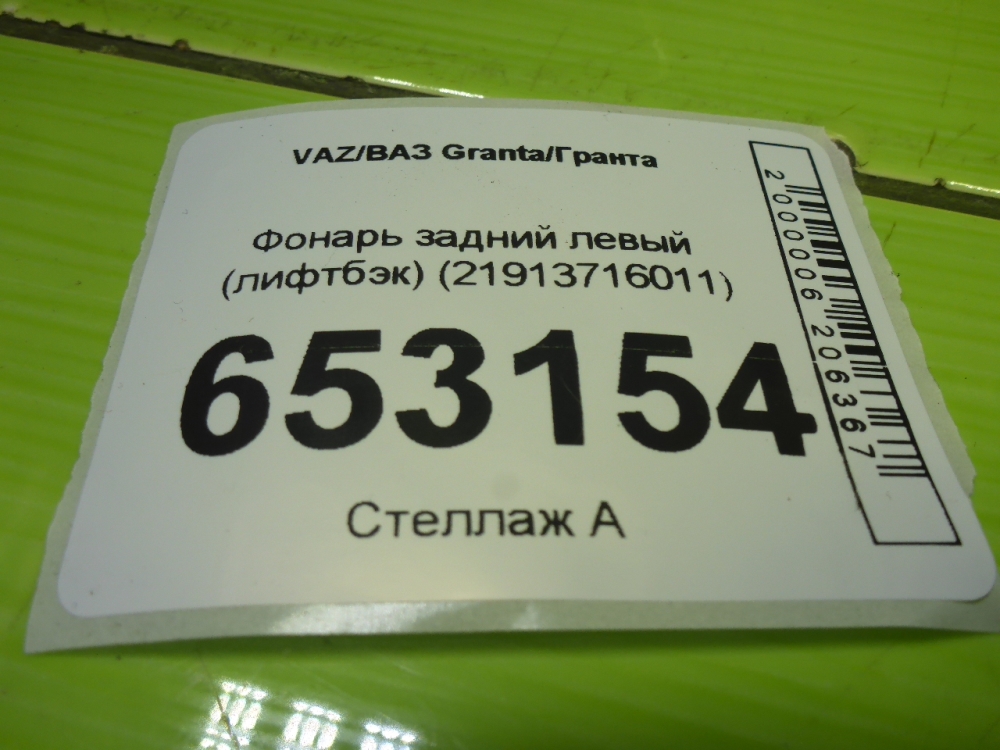 VAZ/ВАЗ Granta/Гранта
Фонарь задний левый
(лифтбэк) (21913716011)
653154
Стеллаж А
2000006206367